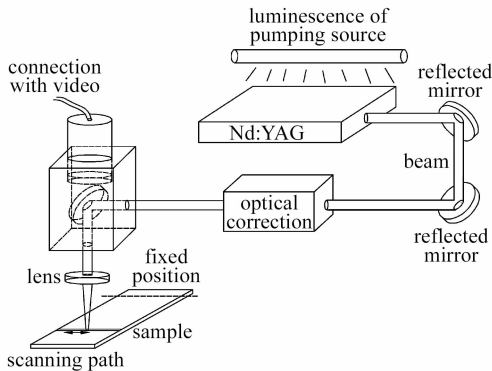 luminescence of
pumping source
connection
with video
reflected
mirror
Nd:YAG
beam
optical
correction
reflected
mirror
fixed
position
lens
sample
scanning path